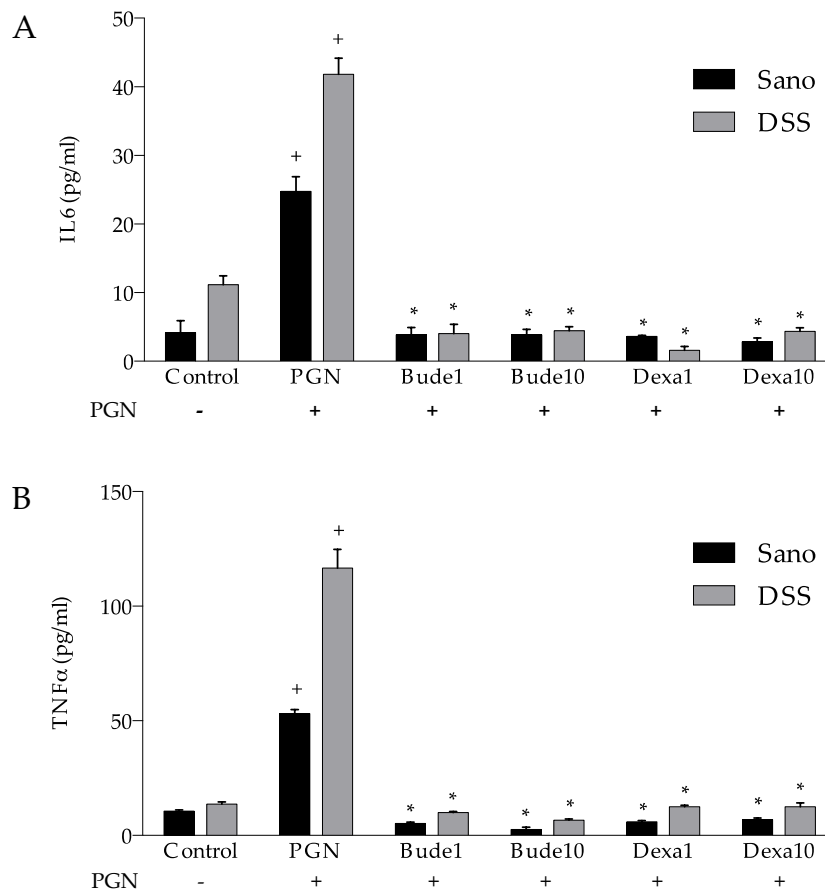 A
50
40
30
20
10
0
IL6 (pg/ml)
+
+
* * * * * * * *
Sano
DSS
Control PGN Bude1 Bude10 Dexa1 Dexa10
PGN - + + + + +
B
150
100
50
0
TNFα (pg/ml)
+
+
* * * * * * * *
Sano
DSS
Control PGN Bude1 Bude10 Dexa1 Dexa10
PGN - + + + + +